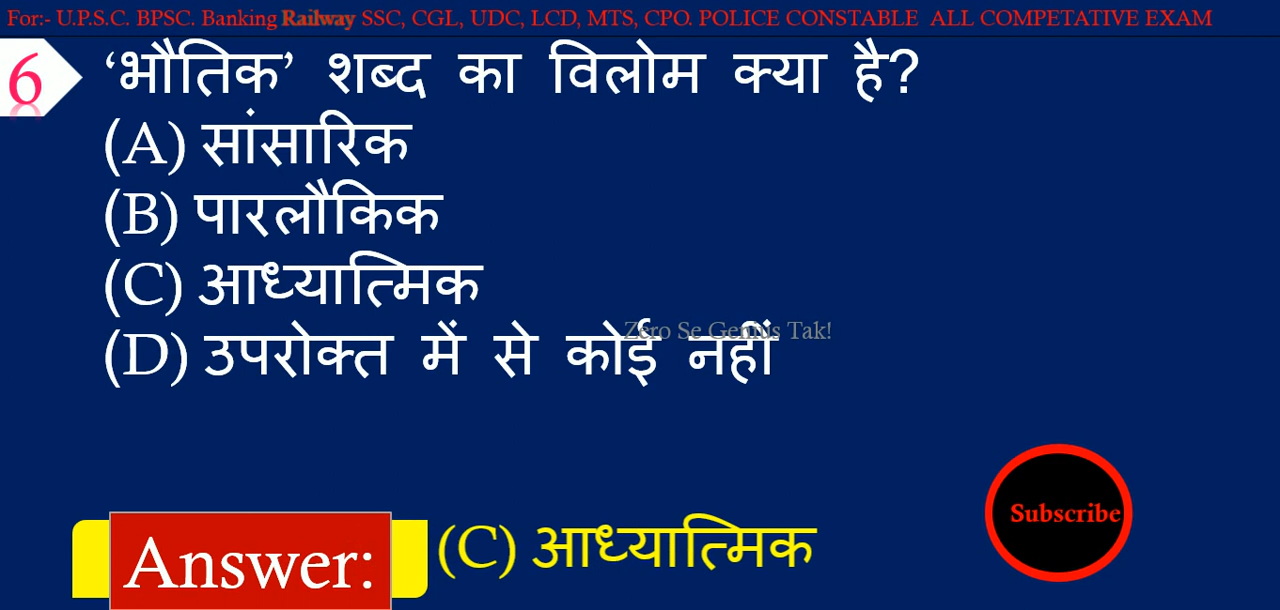 For:- U.P.S.C. BPSC. Banking Railway SSC, CGL, UDC, LCD, MTS, CPO. POLICE CONSTABLE ALL COMPETATIVE EXAM
6 ‘भौतिक’ शब्द का विलोम क्या है?
(A) सांसारिक
(B) पारलौकिक
(C) आध्यात्मिक
(D) उपरोक्त में से कोई नहीं
Zero Se Genius Tak!
Subscribe
Answer: (C) आध्यात्मिक